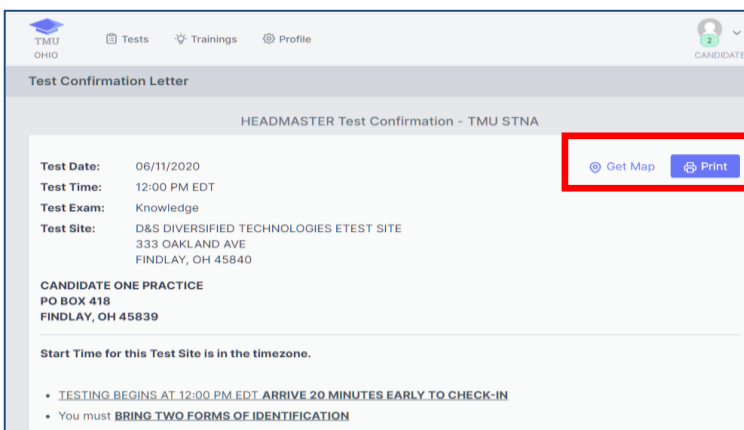 TMU
OHIO
Tests
Trainings
Profile
2
CANDIDATE
Test Confirmation Letter
HEADMASTER Test Confirmation - TMU STNA
Get Map
Print
Test Date: 06/11/2020
Test Time: 12:00 PM EDT
Test Exam: Knowledge
Test Site: D&S DIVERSIFIED TECHNOLOGIES ETEST SITE
333 OAKLAND AVE
FINDLAY, OH 45840
CANDIDATE ONE PRACTICE
PO BOX 418
FINDLAY, OH 45839
Start Time for this Test Site is in the timezone.
• TESTING BEGINS AT 12:00 PM EDT ARRIVE 20 MINUTES EARLY TO CHECK-IN
• You must BRING TWO FORMS OF IDENTIFICATION